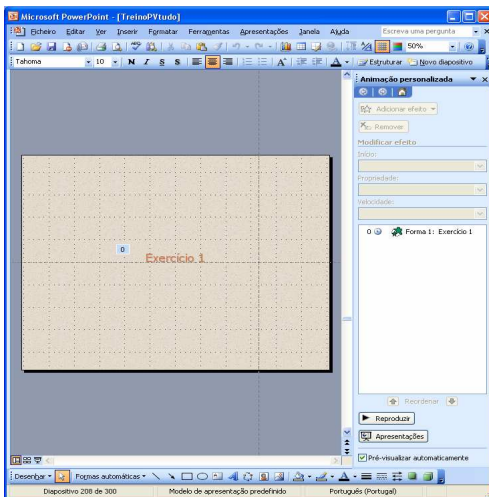 Microsoft PowerPoint - [TreinoPVtudo]
Ficheiro Editar Ver Inserir Formatar Ferramentas Apresentações Janela Ajuda Escreva uma pergunta
50%
Tahoma 10 N I S S A A Estruturar Novo diapositivo
Animação personalizada
Adicionar efeito
Remover
Modificar efeito
Início:
Propriedade:
Velocidade:
0 Forma 1: Exercício 1
0
Exercício 1
Reordenar
Reproduzir
Apresentações
Pré-visualizar automaticamente
Desenhar Formas automáticas A
Diapositivo 208 de 300 Modelo de apresentação predefinido Português (Portugal)